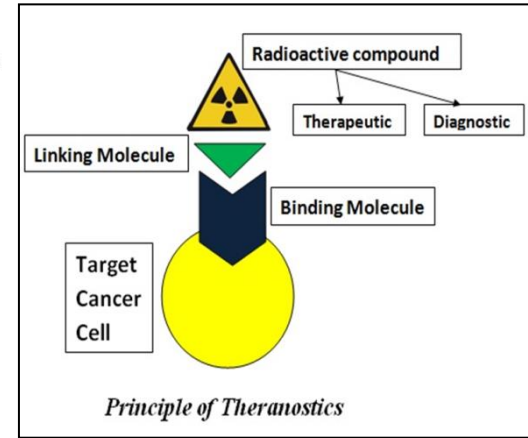 Radioactive compound
Therapeutic
Diagnostic
Linking Molecule
Binding Molecule
Target
Cancer
Cell
Principle of Theranostics